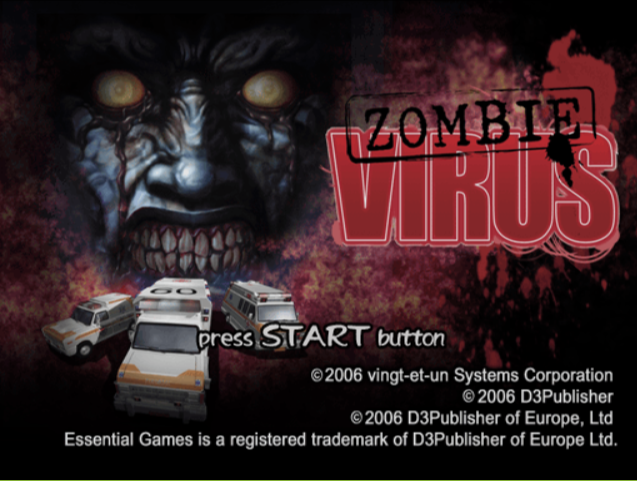 ZOMBIE
VIRUS
GO
press START button
©2006 vingt-et-un Systems Corporation
©2006 D3Publisher
©2006 D3Publisher of Europe, Ltd
Essential Games is a registered trademark of D3Publisher of Europe Ltd.